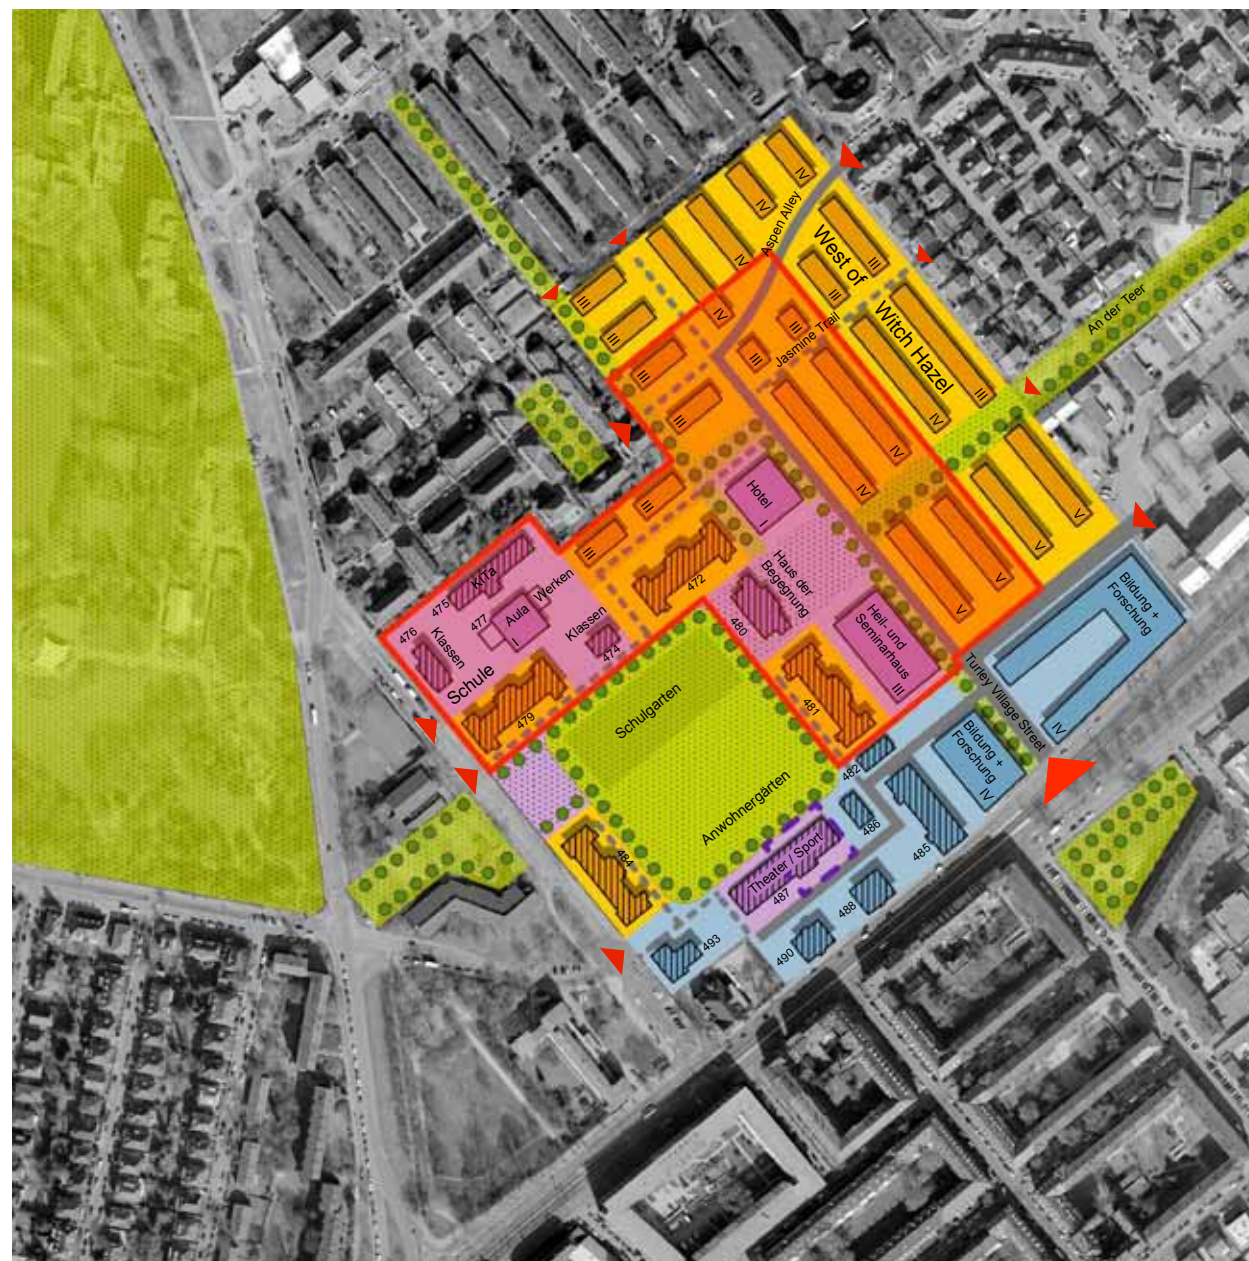 IV
IV
Aspen Alley
IV
West of
III
IV
III
III
III
III
An der Teer
Jasmine Trail
Witch Hazel
III
III
IV
III
III
IV
IV
Hotel
I
III
III
V
V
V
V
KiTa
475
Werken
477
Aula
I
476
Klassen
Klassen
474
Schule
472
Haus der
Begegnung
480
Heil- und
Seminarhaus
III
Bildung +
Forschung
IV
479
481
Turley Village Street
Schulgarten
Anwohnergärten
482
Bildung +
Forschung
IV
486
485
484
Theater / Sport
487
488
493
490